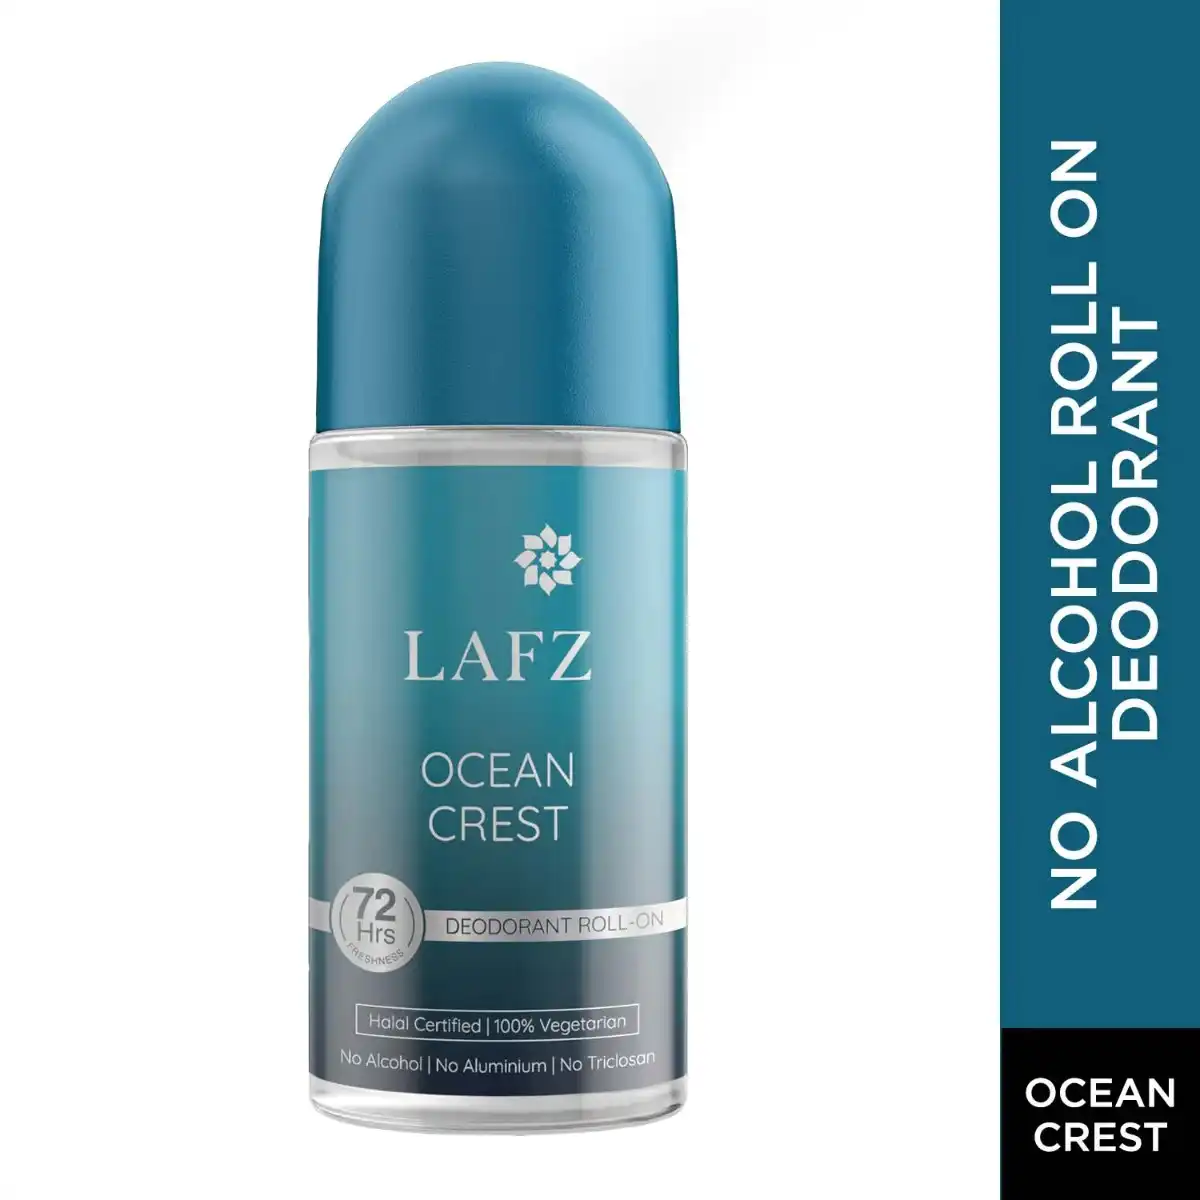 LAFZ
OCEAN
CREST
72
Hrs
FRESHNESS
DEODORANT ROLL-ON
Halal Certified | 100% Vegetarian
No Alcohol | No Aluminium | No Triclosan
NO ALCOHOL ROLL ON
DEODORANT
OCEAN
CREST